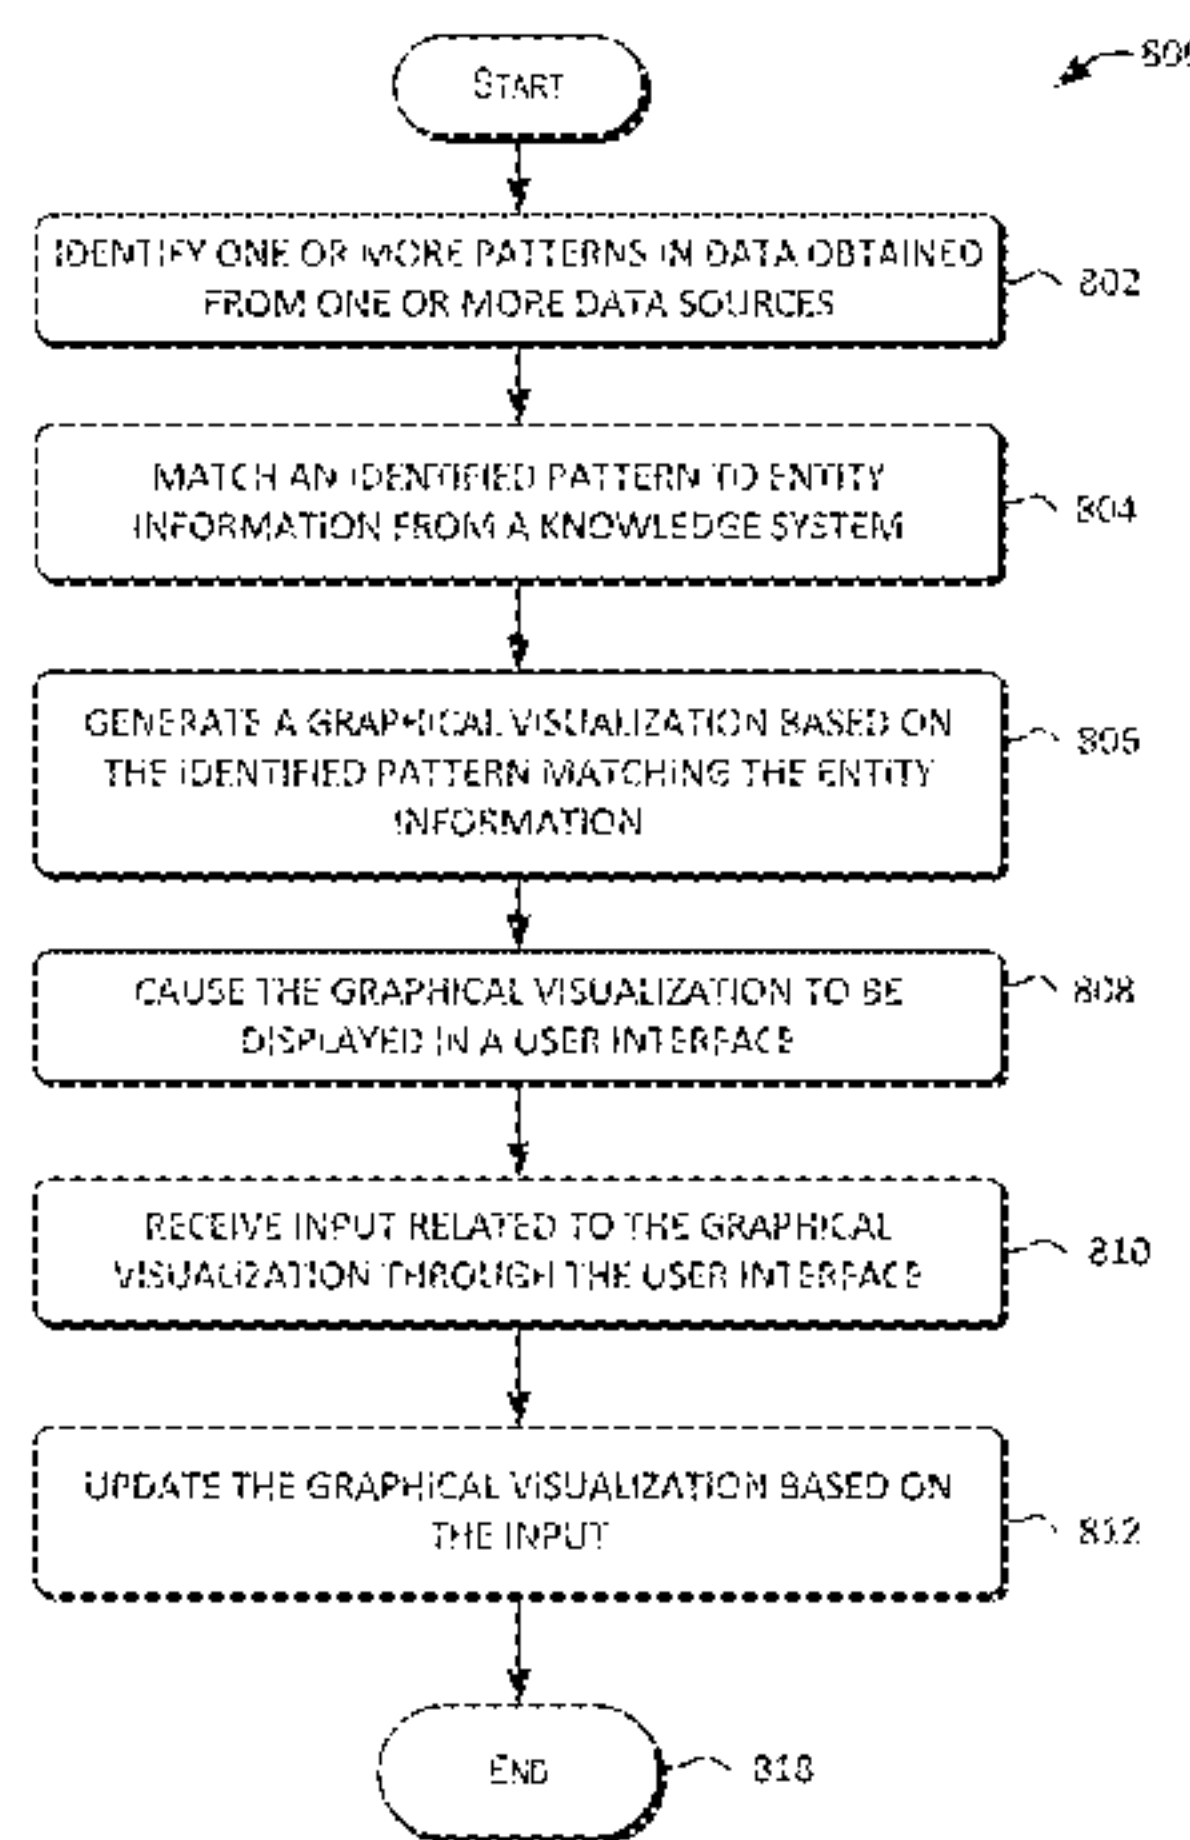 START
800
IDENTIFY ONE OR MORE PATTERNS IN DATA OBTAINED
FROM ONE OR MORE DATA SOURCES
802
MATCH AN IDENTIFIED PATTERN TO ENTITY
INFORMATION FROM A KNOWLEDGE SYSTEM
804
GENERATE A GRAPHICAL VISUALIZATION BASED ON
THE IDENTIFIED PATTERN MATCHING THE ENTITY
INFORMATION
806
CAUSE THE GRAPHICAL VISUALIZATION TO BE
DISPLAYED IN A USER INTERFACE
808
RECEIVE INPUT RELATED TO THE GRAPHICAL
VISUALIZATION THROUGH THE USER INTERFACE
810
UPDATE THE GRAPHICAL VISUALIZATION BASED ON
THE INPUT
812
END
818